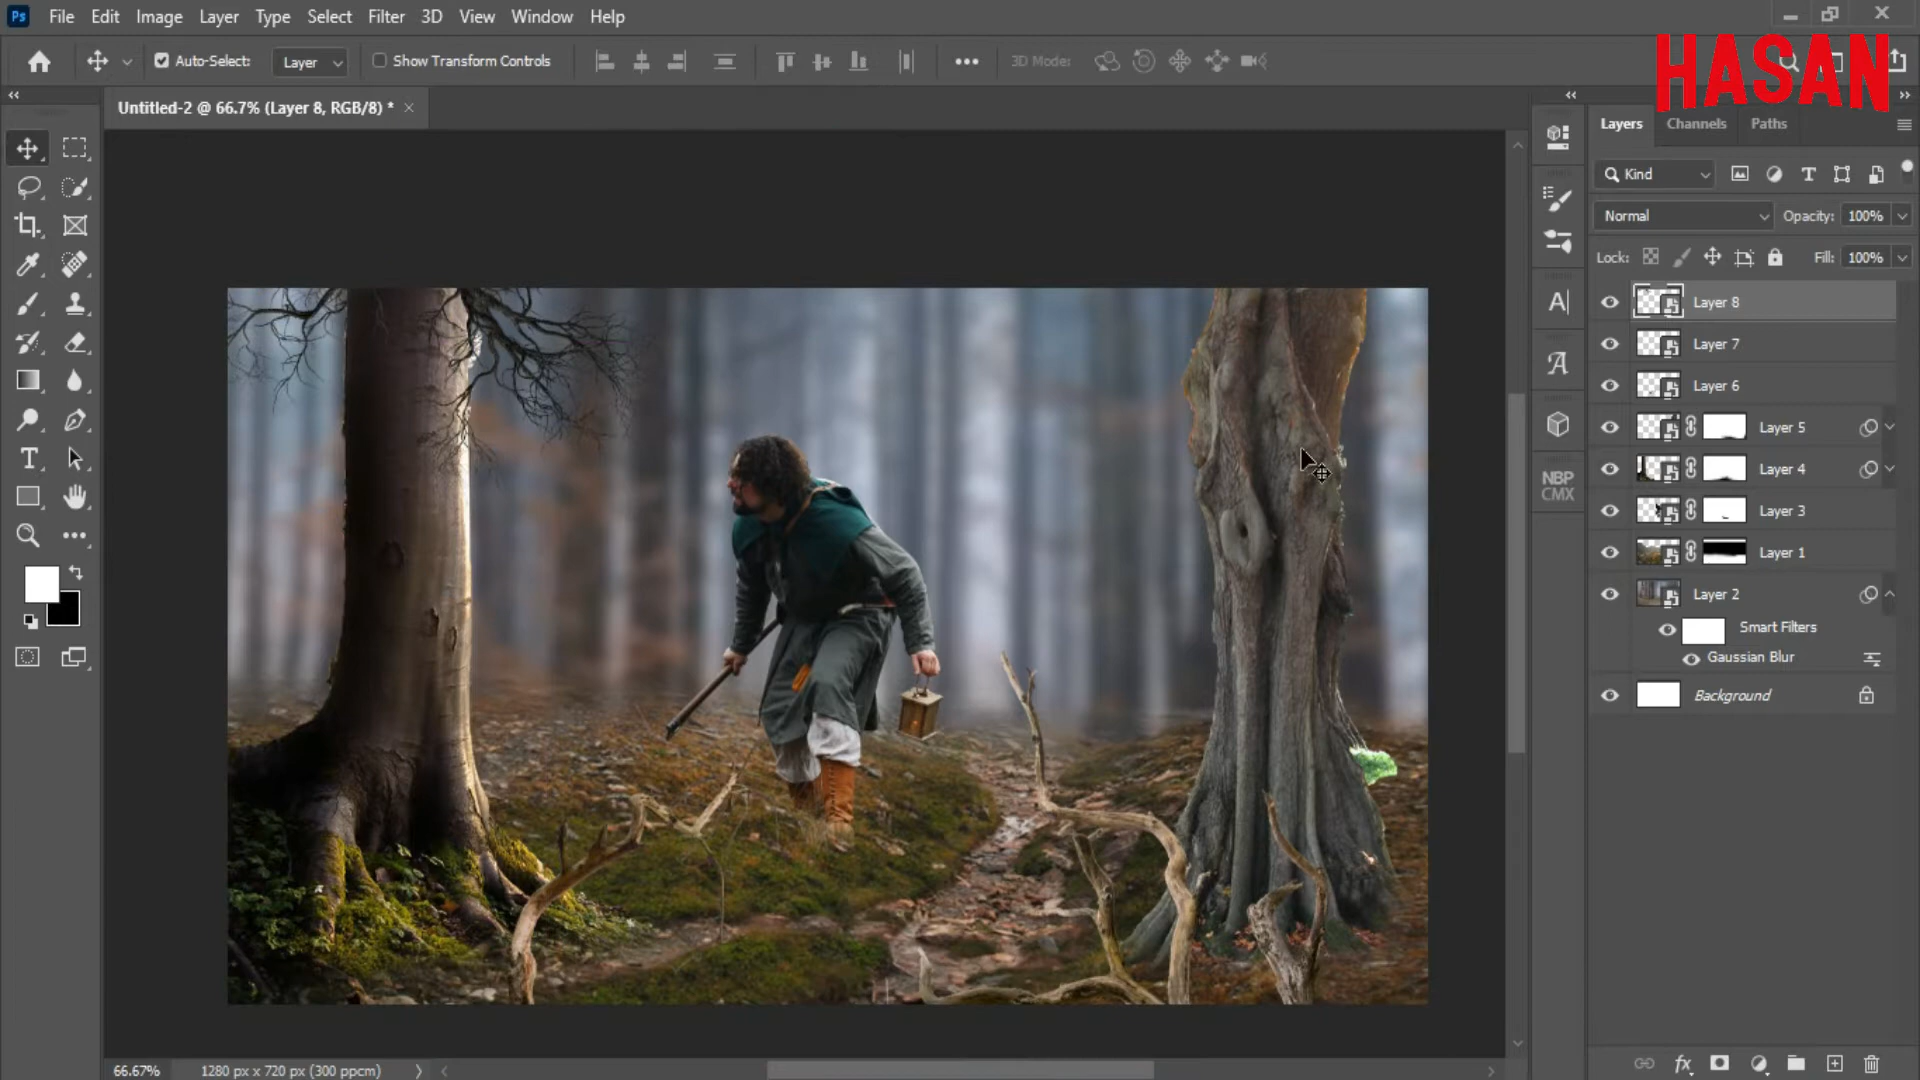 Ps File Edit Image Layer Type Select Filter 3D View Window Help
Auto-Select: Layer Show Transform Controls 3D Mode:
HASAN
Untitled-2 @ 66.7% (Layer 8, RGB/8) *
Layers Channels Paths
Kind
Normal Opacity: 100%
Lock: Fill: 100%
Layer 8
Layer 7
Layer 6
Layer 5
Layer 4
Layer 3
Layer 1
Layer 2
Smart Filters
Gaussian Blur
Background
NBP
CMX
66.67% 1280 px x 720 px (300 ppcm)